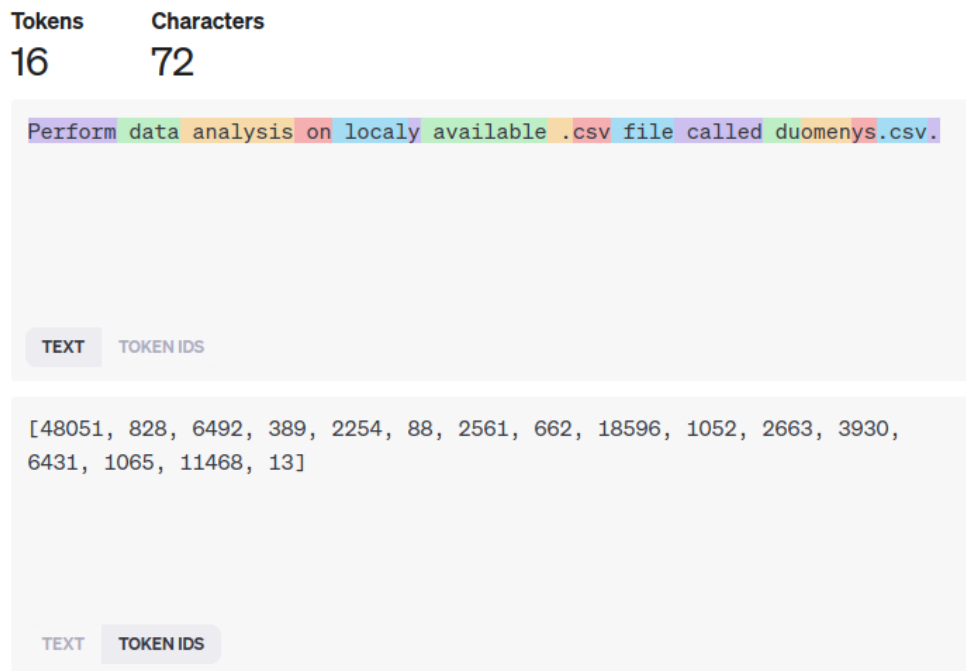 Tokens Characters
16 72
Perform data analysis on localy available .csv file called duomenys.csv.
TEXT TOKEN IDS
[48051, 828, 6492, 389, 2254, 88, 2561, 662, 18596, 1052, 2663, 3930,
6431, 1065, 11468, 13]
TEXT TOKEN IDS